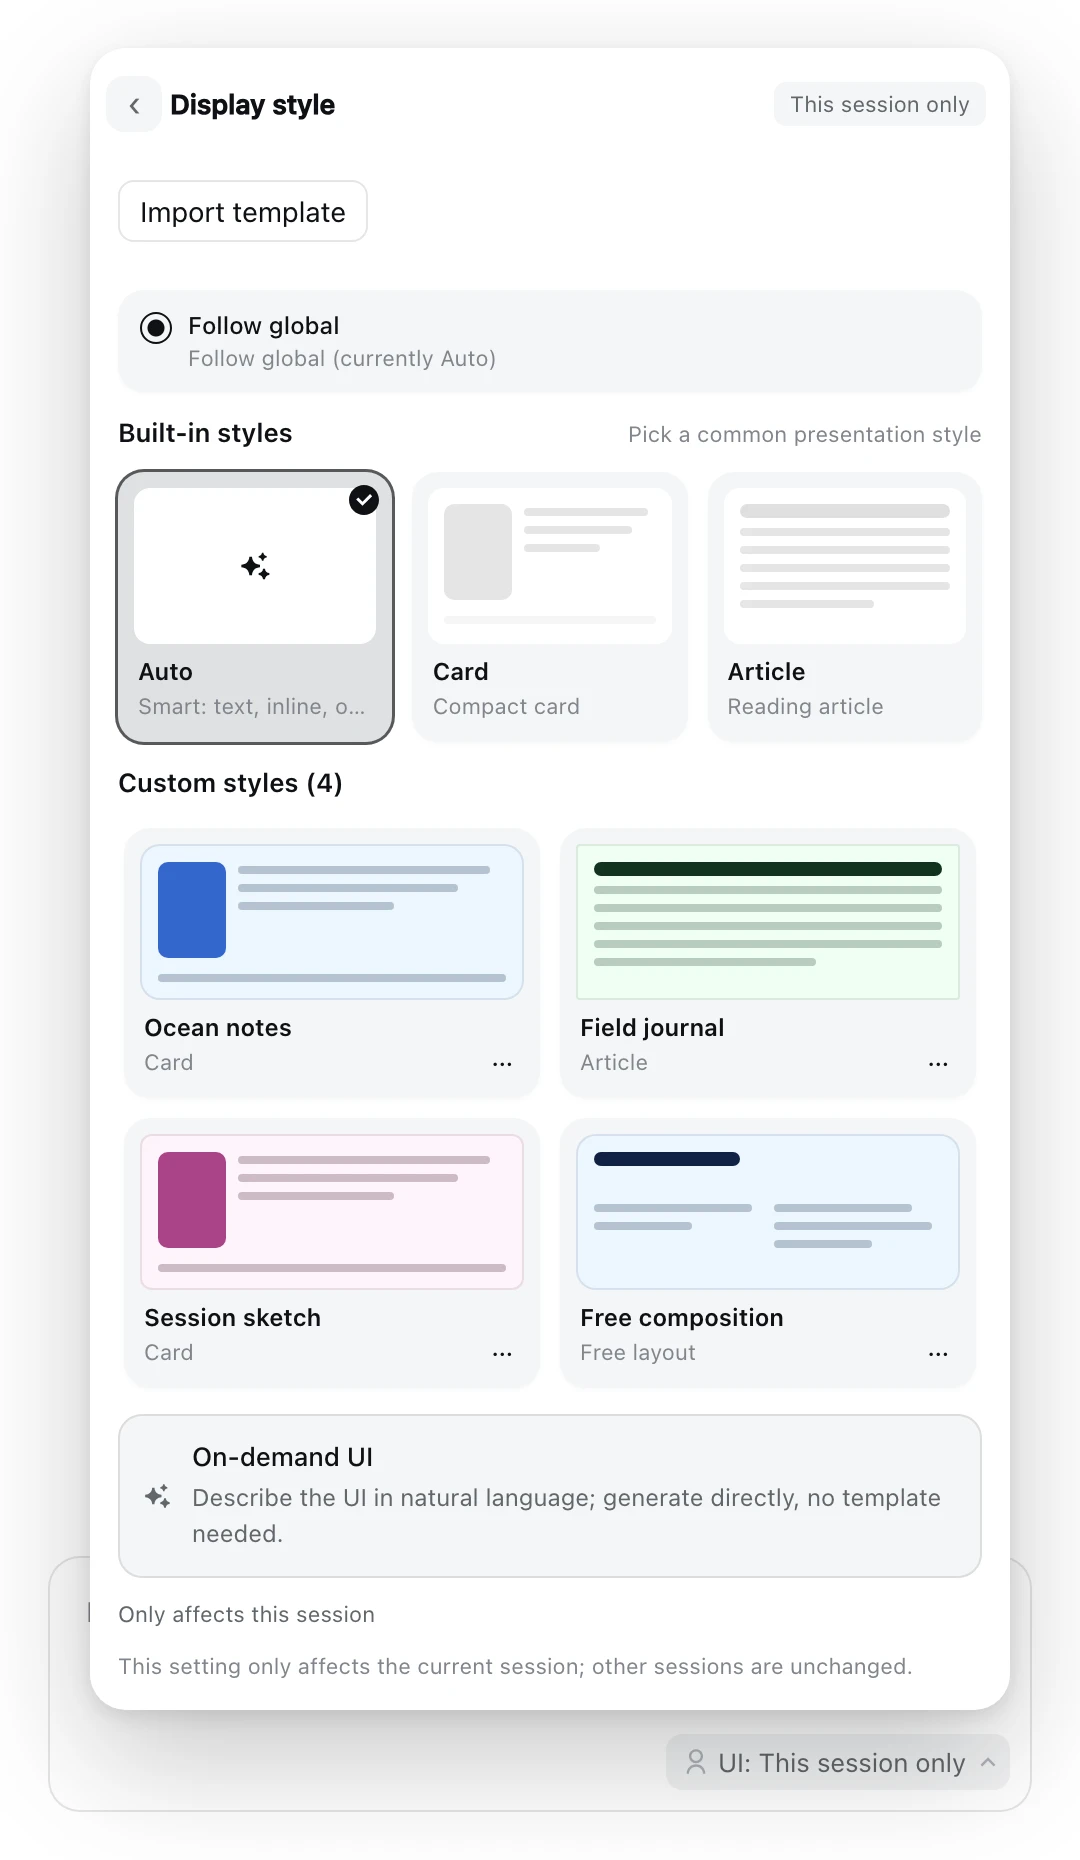 Display style
This session only
Import template
Follow global
Follow global (currently Auto)
Built-in styles
Pick a common presentation style
Auto
Smart: text, inline, o...
Card
Compact card
Article
Reading article
Custom styles (4)
Ocean notes
Card
Field journal
Article
Session sketch
Card
Free composition
Free layout
On-demand UI
Describe the UI in natural language; generate directly, no template
needed.
Only affects this session
This setting only affects the current session; other sessions are unchanged.
UI: This session only